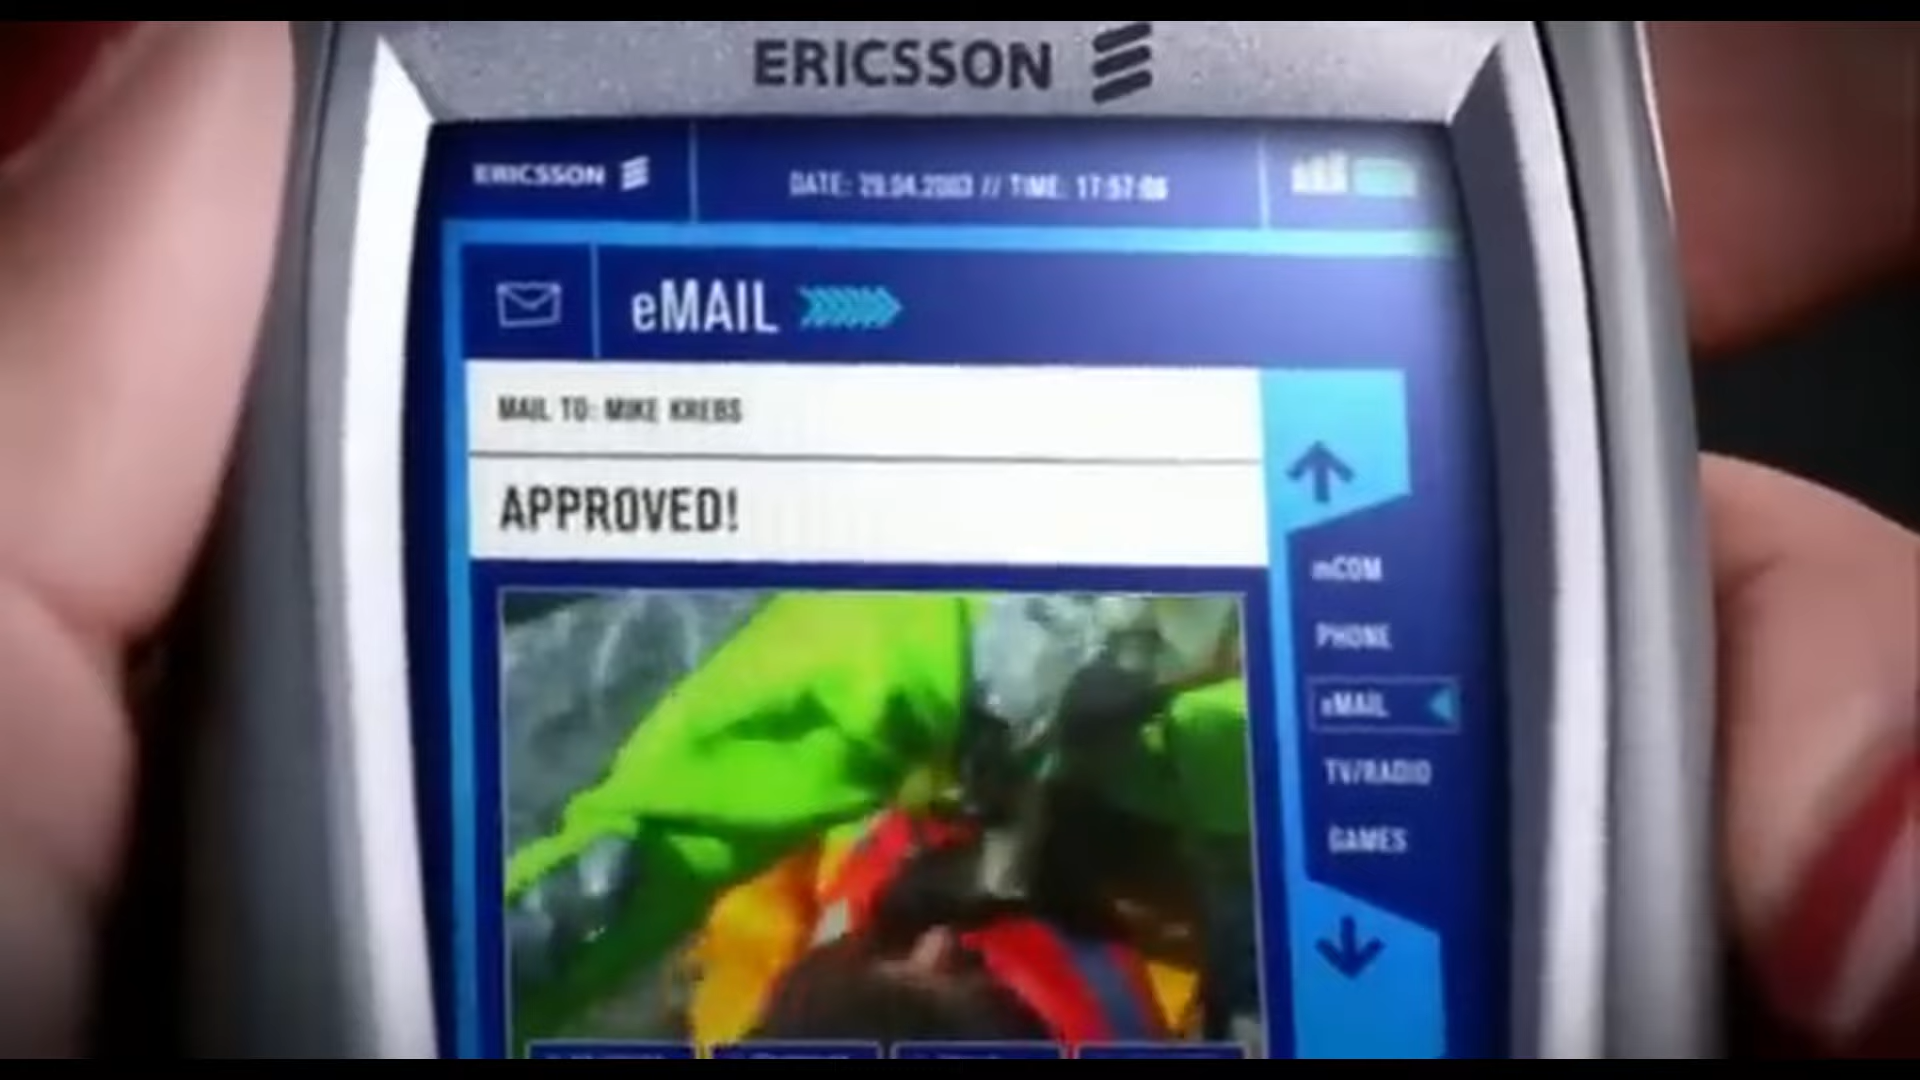 ERICSSON
ERICSSON
DATE: 29.04.2003 // TIME: 17:57:08
eMAIL
MAIL TO: MIKE KREBS
APPROVED!
mCOM
PHONE
eMAIL
TV/RADIO
GAMES